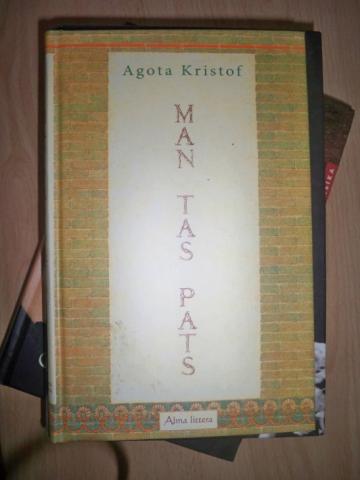 Agota Kristof
MAN
TAS
PATS
Alma littera